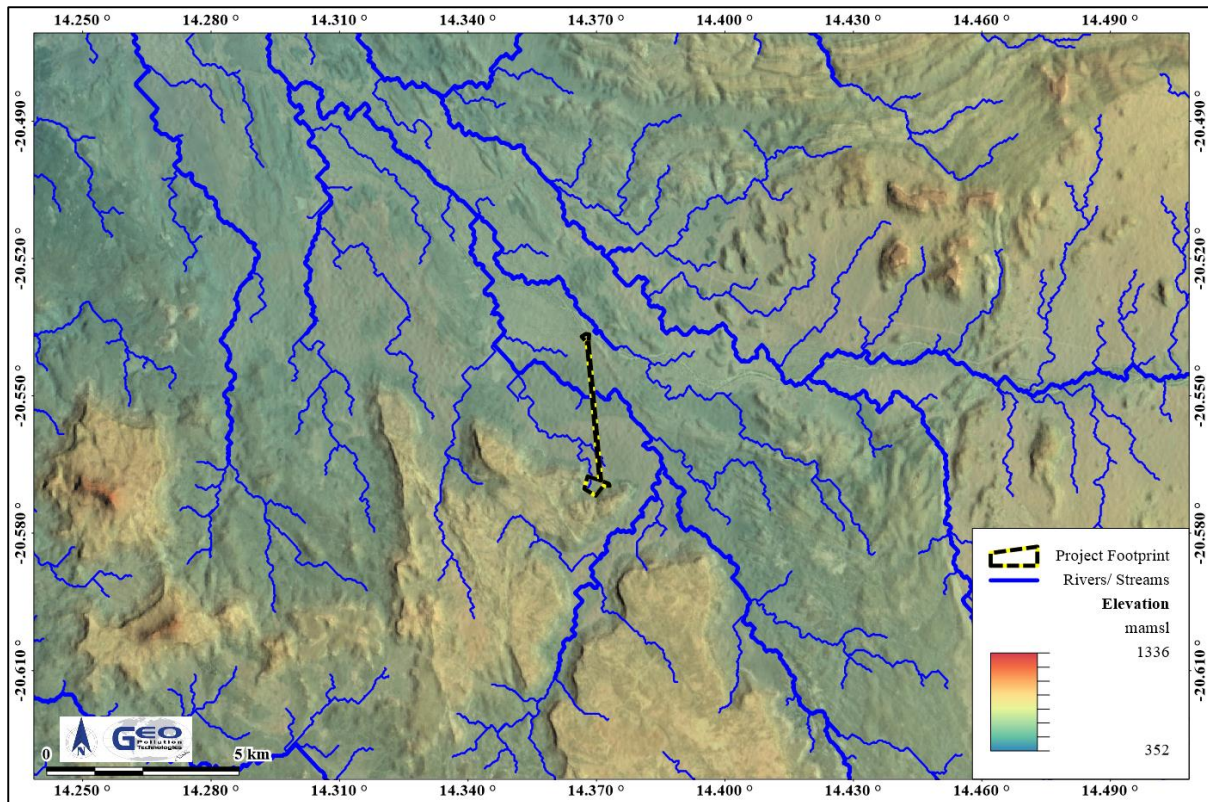 14.250 ° 14.280 ° 14.310 ° 14.340 ° 14.370 ° 14.400 ° 14.430 ° 14.460 ° 14.490 °
-20.490 ° -20.490 °
-20.520 ° -20.520 °
-20.550 ° -20.550 °
-20.580 ° -20.580 °
-20.610 ° -20.610 °
Project Footprint
Rivers/ Streams
Elevation
mamsl
1336
352
N
GEO
Pollution
Technologies
0 5 km
14.250 ° 14.280 ° 14.310 ° 14.340 ° 14.370 ° 14.400 ° 14.430 ° 14.460 ° 14.490 °